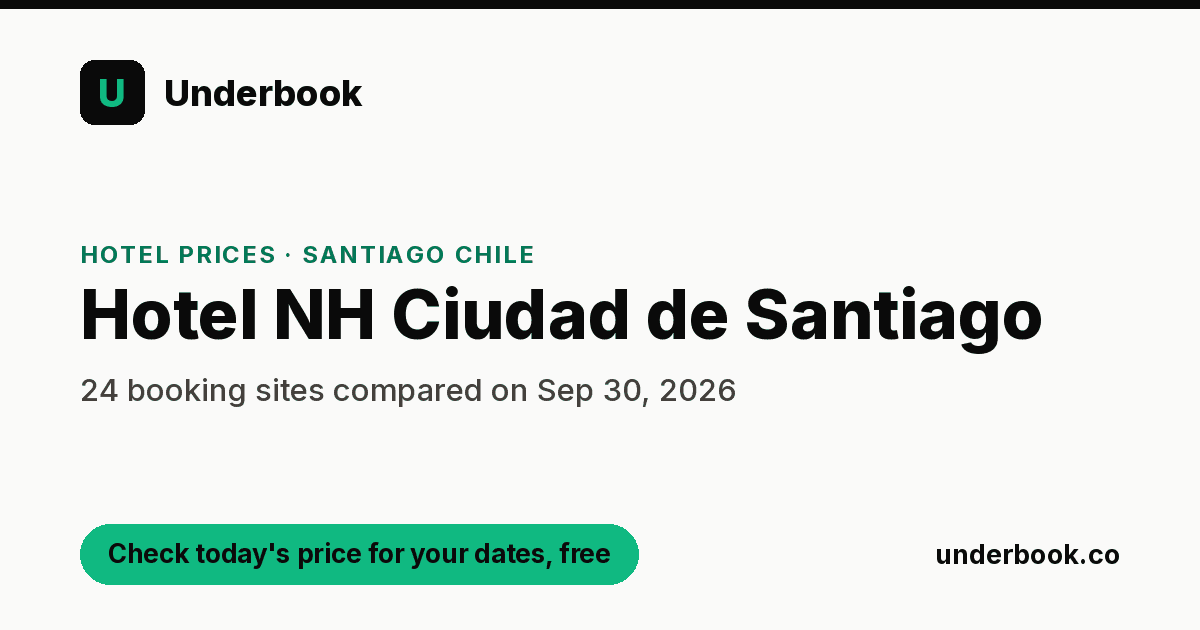 U Underbook
HOTEL PRICES · SANTIAGO CHILE
Hotel NH Ciudad de Santiago
24 booking sites compared on Sep 30, 2026
Check today's price for your dates, free
underbook.co